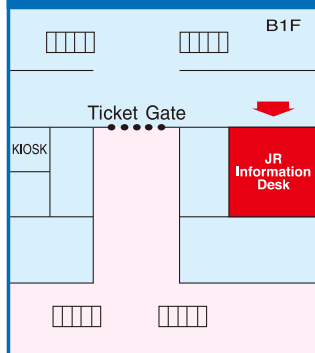 B1F
Ticket Gate
KIOSK
JR
Information
Desk